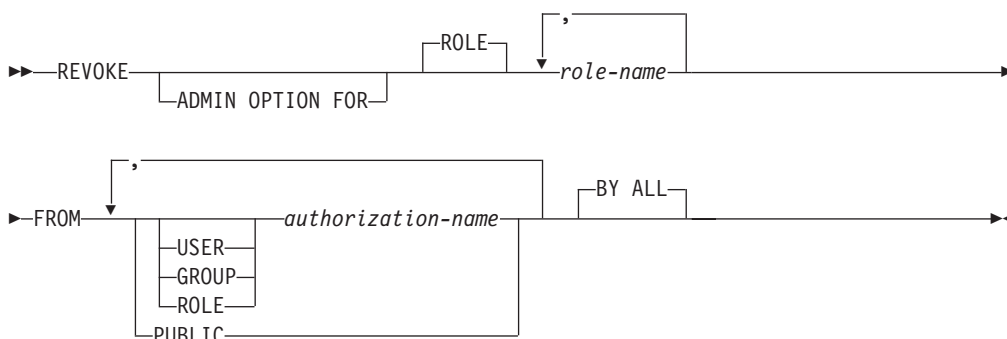 ,
ROLE
REVOKE role-name
ADMIN OPTION FOR
,
BY ALL
FROM authorization-name
USER
GROUP
ROLE
PUBLIC